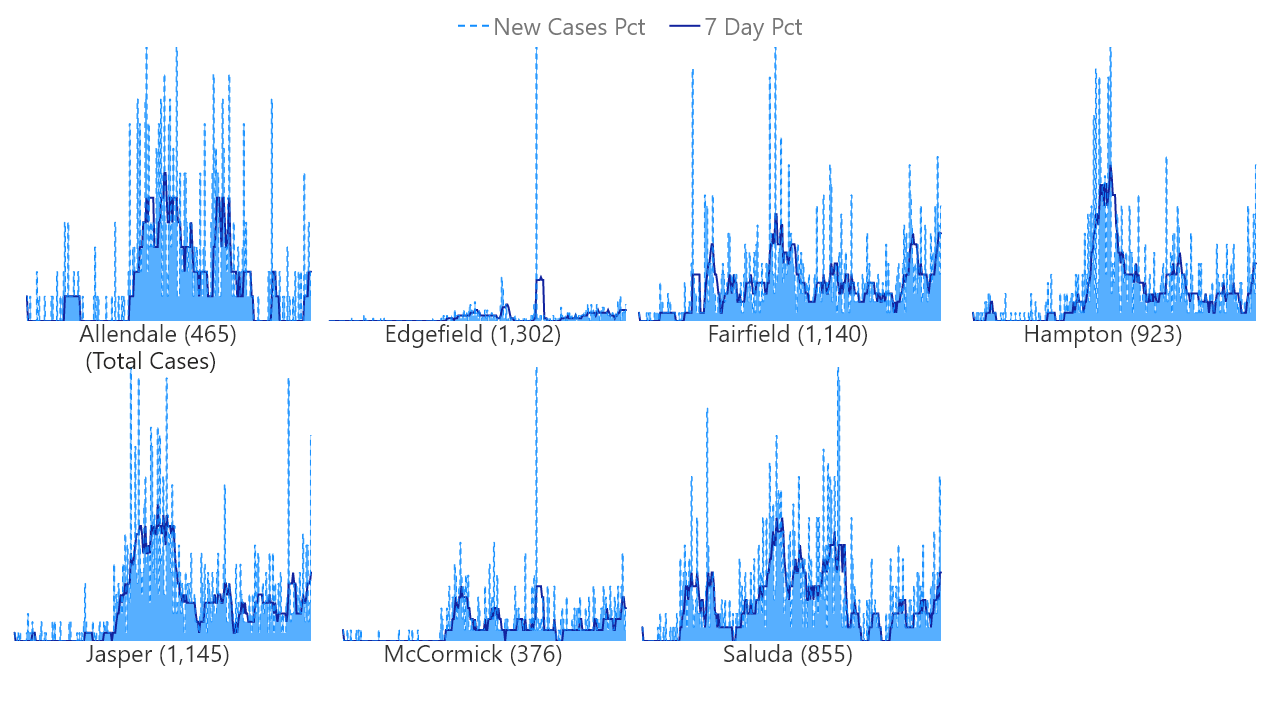 New Cases Pct 7 Day Pct
Allendale (465) Edgefield (1,302) Fairfield (1,140) Hampton (923)
(Total Cases)
Jasper (1,145) McCormick (376) Saluda (855)